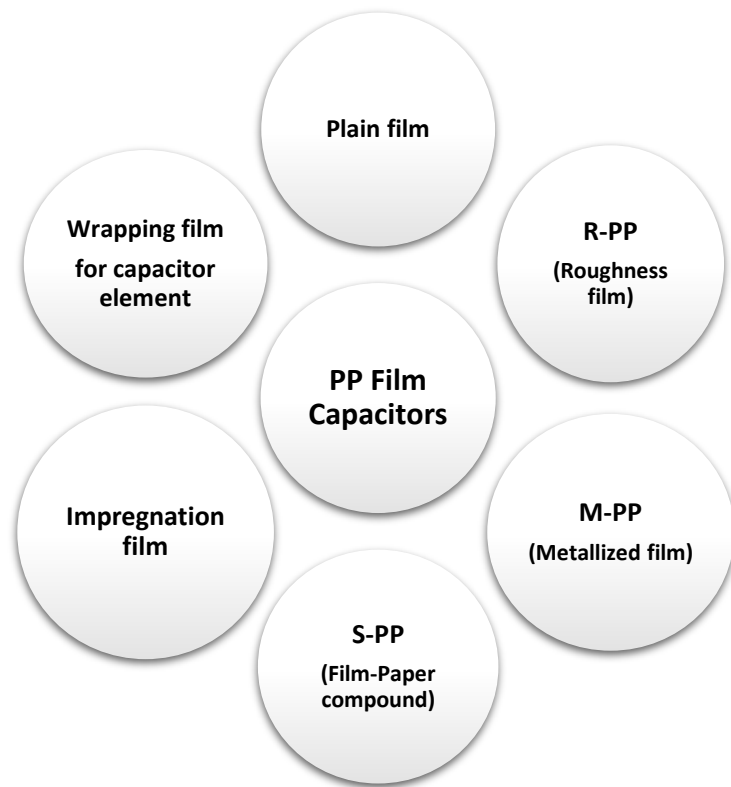 Plain film
Wrapping film
for capacitor
element
R-PP
(Roughness
film)
PP Film
Capacitors
Impregnation
film
M-PP
(Metallized film)
S-PP
(Film-Paper
compound)